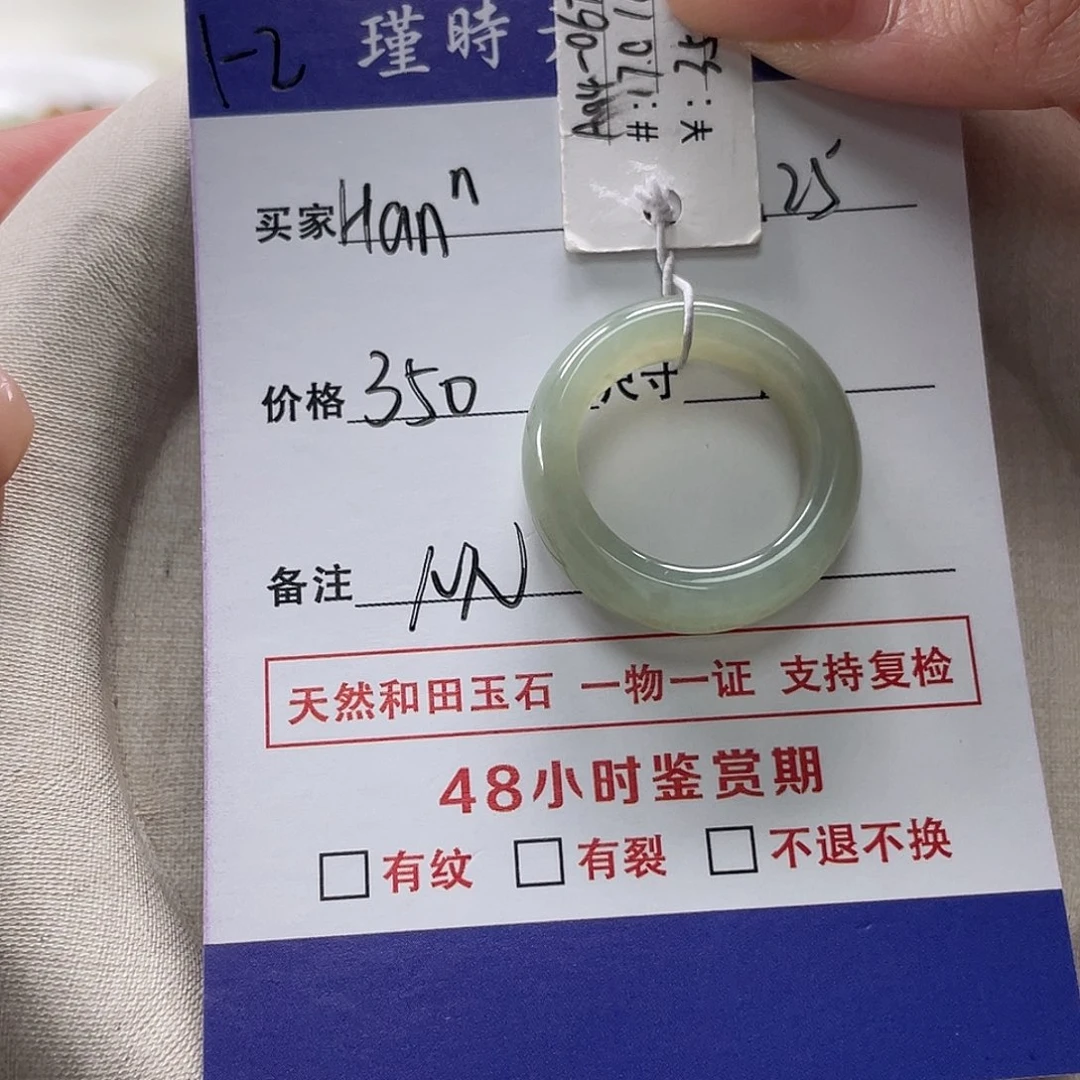 1-2 瑾時
买家 Han n 25
价格 350 尺寸
备注
天然和田玉石 一物一证 支持复检
48小时鉴赏期
□有纹 □有裂 □不退不换